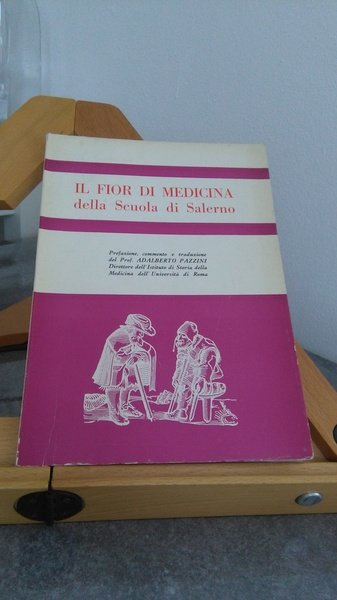 IL FIOR DI MEDICINA
della Scuola di Salerno
Prefazione, commento e traduzione
del Prof. ADALBERTO PAZZINI
Direttore dell'Istituto di Storia della
Medicina dell'Università di Roma